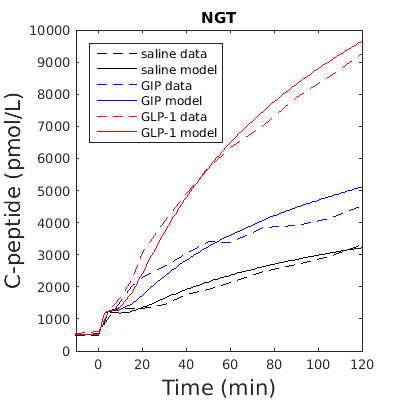 NGT
C-peptide (pmol/L)
10000
9000
8000
7000
6000
5000
4000
3000
2000
1000
0
saline data
saline model
GIP data
GIP model
GLP-1 data
GLP-1 model
0 20 40 60 80 100 120
Time (min)